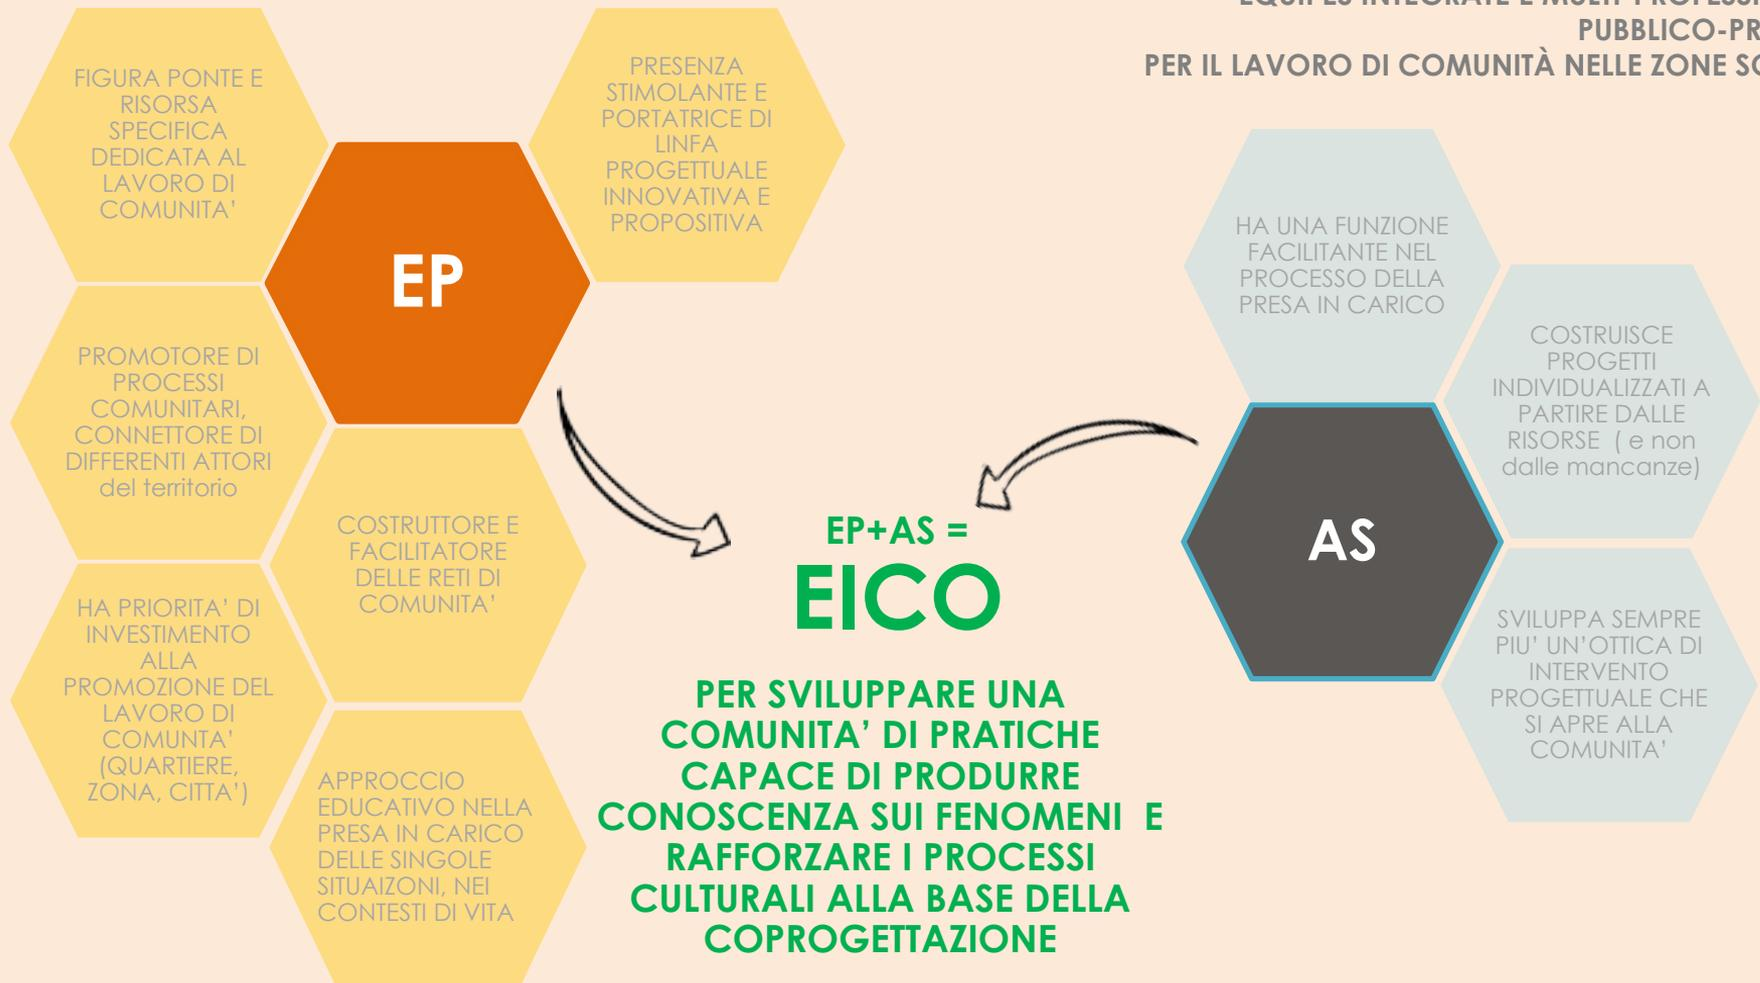 PUBBLICO-PR
PER IL LAVORO DI COMUNITÀ NELLE ZONE
FIGURA PONTE E
RISORSA
SPECIFICA
DEDICATA AL
LAVORO DI
COMUNITA’
PRESENZA
STIMOLANTE E
PORTATRICE DI
LINFA
PROGETTUALE
INNOVATIVA E
PROPOSITIVA
EP
PROMOTORE DI
PROCESSI
COMUNITARI,
CONNETTORE DI
DIFFERENTI ATTORI
del territorio
COSTRUTTORE E
FACILITATORE
DELLE RETI DI
COMUNITA’
HA PRIORITA’ DI
INVESTIMENTO
ALLA
PROMOZIONE DEL
LAVORO DI
COMUNTA’
(QUARTIERE,
ZONA, CITTA’)
APPROCCIO
EDUCATIVO NELLA
PRESA IN CARICO
DELLE SINGOLE
SITUAIZONI, NEI
CONTESTI DI VITA
EP+AS =
EICO
PER SVILUPPARE UNA
COMUNITA’ DI PRATICHE
CAPACE DI PRODURRE
CONOSCENZA SUI FENOMENI E
RAFFORZARE I PROCESSI
CULTURALI ALLA BASE DELLA
COPROGETTAZIONE
HA UNA FUNZIONE
FACILITANTE NEL
PROCESSO DELLA
PRESA IN CARICO
COSTRUISCE
PROGETTI
INDIVIDUALIZZATI A
PARTIRE DALLE
RISORSE ( e non
dalle mancanze)
AS
SVILUPPA SEMPRE
PIU’ UN’OTTICA DI
INTERVENTO
PROGETTUALE CHE
SI APRE ALLA
COMUNITA’